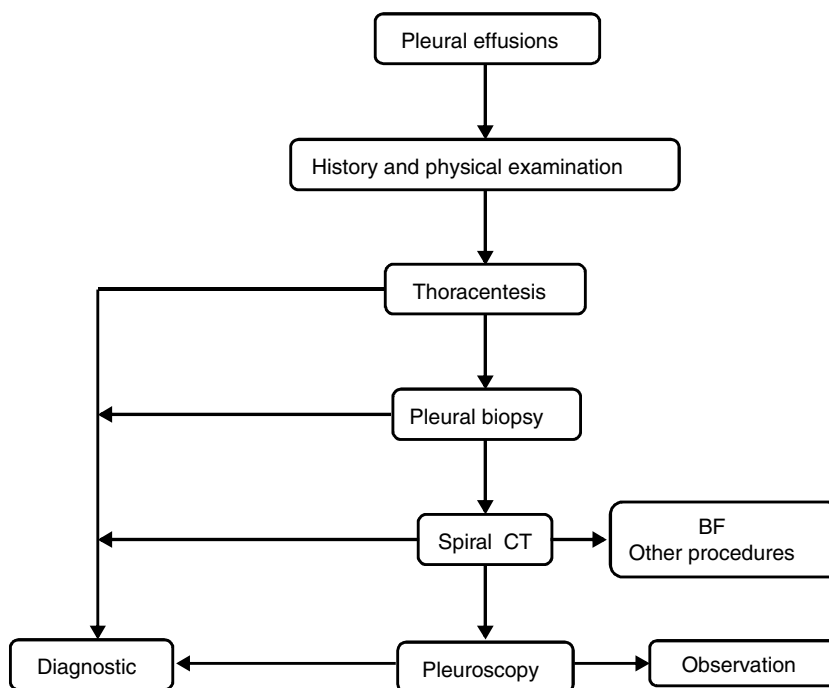 Pleural effusions
History and physical examination
Thoracentesis
Pleural biopsy
Spiral CT
BF
Other procedures
Diagnostic
Pleuroscopy
Observation